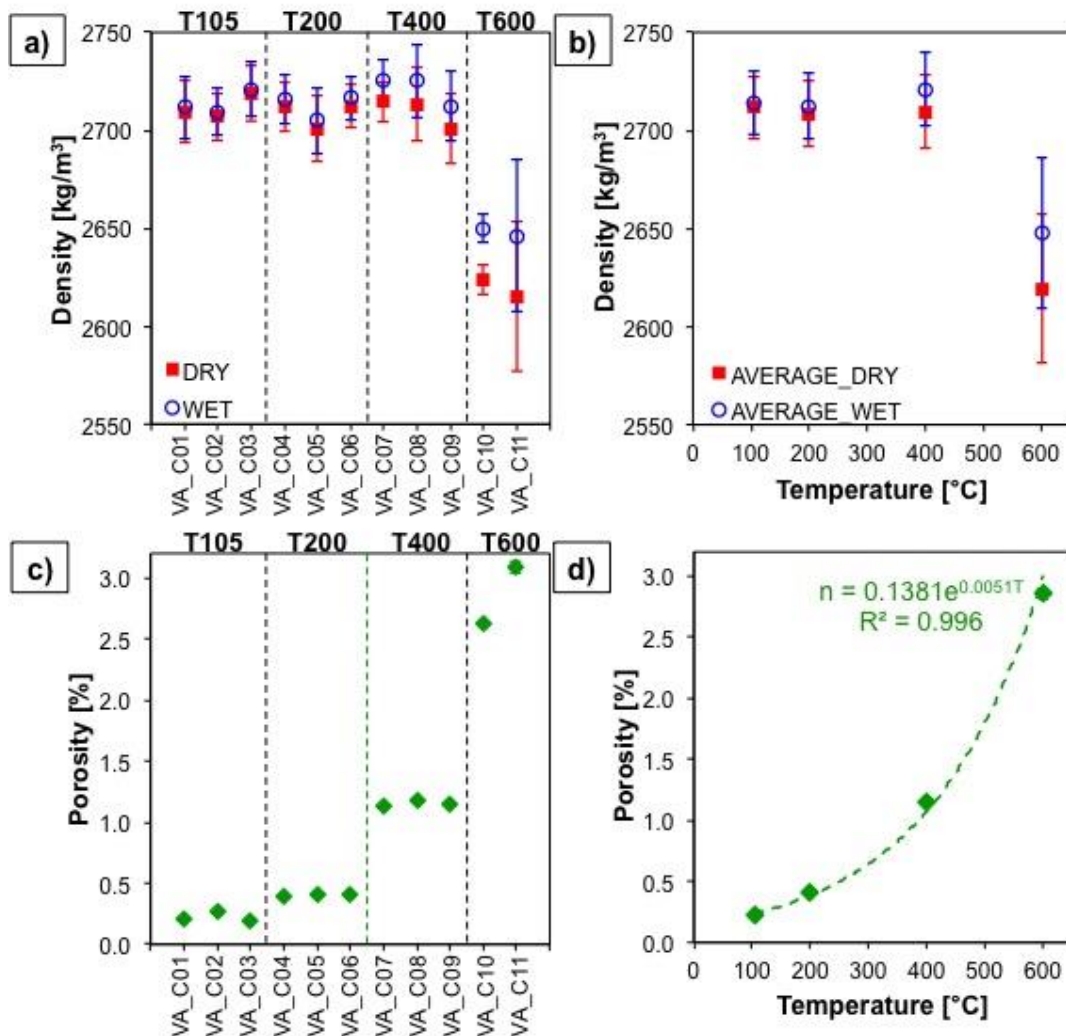 a)
T105 T200 T400 T600
2750
2700
2650
2600
2550
Density [kg/m³]
DRY
WET
VA_C01
VA_C02
VA_C03
VA_C04
VA_C05
VA_C06
VA_C07
VA_C08
VA_C09
VA_C10
VA_C11
b)
2750
2700
2650
2600
2550
Density [kg/m³]
AVERAGE_DRY
AVERAGE_WET
0 100 200 300 400 500 600
Temperature [°C]
c)
T105 T200 T400 T600
3.0
2.5
2.0
1.5
1.0
0.5
0.0
Porosity [%]
VA_C01
VA_C02
VA_C03
VA_C04
VA_C05
VA_C06
VA_C07
VA_C08
VA_C09
VA_C10
VA_C11
d)
3.0
2.5
2.0
1.5
1.0
0.5
0.0
Porosity [%]
n = 0.1381e^0.0051T
R² = 0.996
0 100 200 300 400 500 600
Temperature [°C]